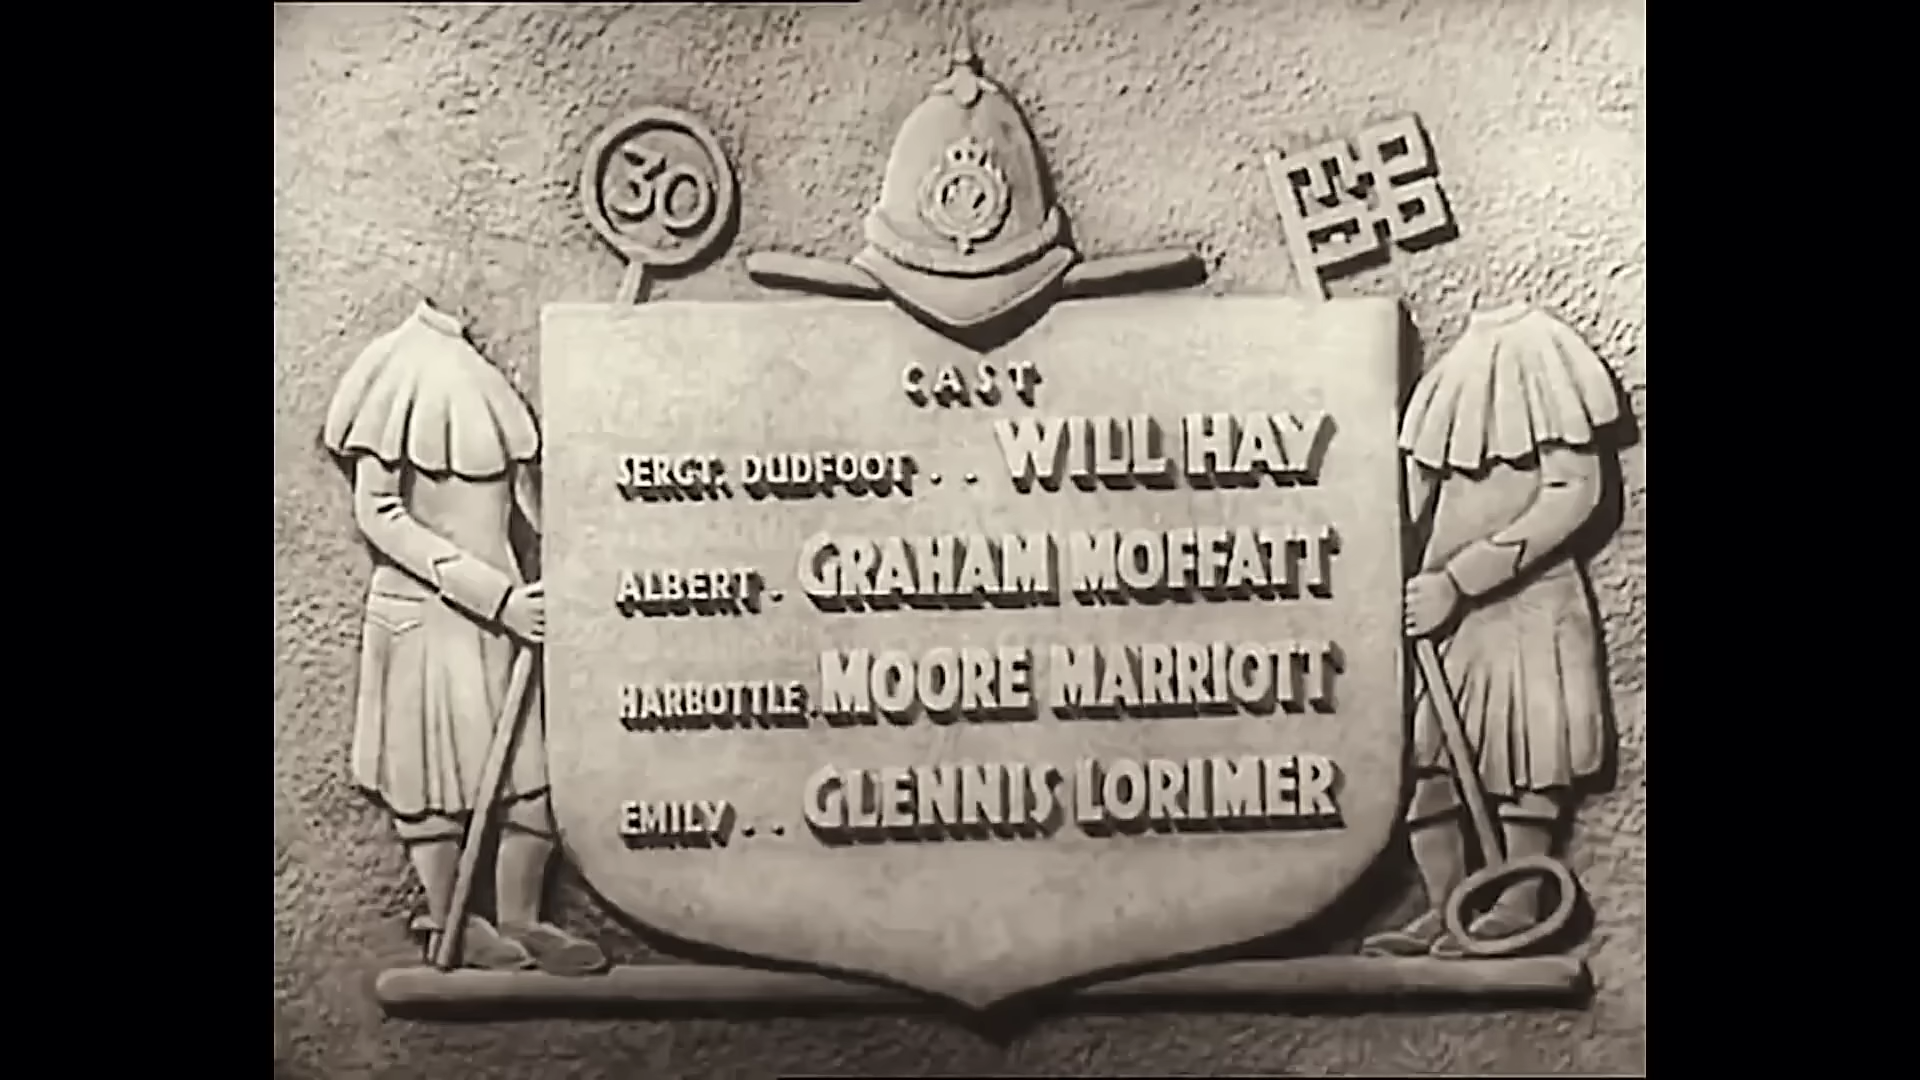 30
CAST
SERGT. DUDFOOT . . WILL HAY
ALBERT . GRAHAM MOFFATT
HARBOTTLE . MOORE MARRIOTT
EMILY . . GLENNIS LORIMER